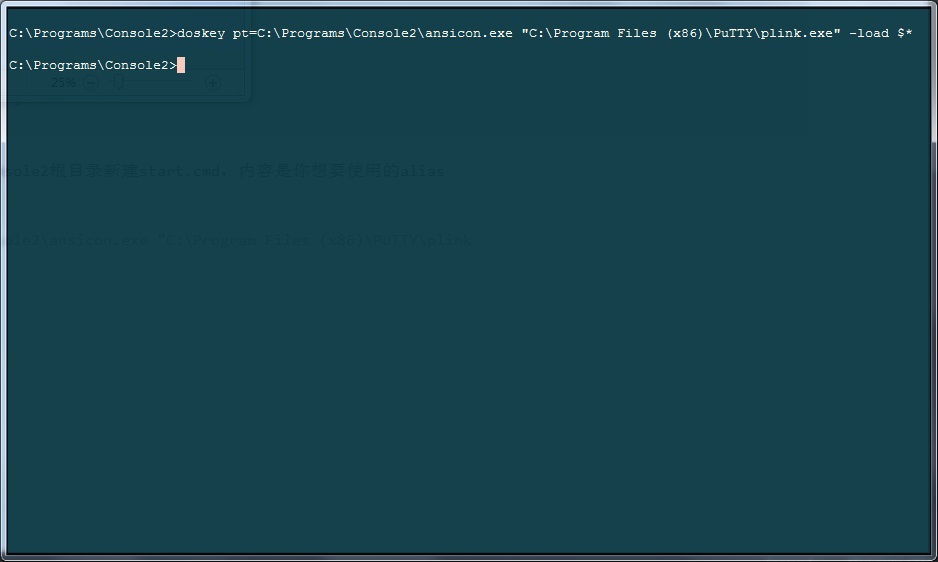 C:\Programs\Console2>doskey pt=C:\Programs\Console2\ansicon.exe "C:\Program Files (x86)\PuTTY\plink.exe" -load $*
C:\Programs\Console2>
25%
sole2根目录新建start.cmd，内容是你想要使用的alias
ole2\ansicon.exe "C:\Program Files (x86)\PuTTY\plink